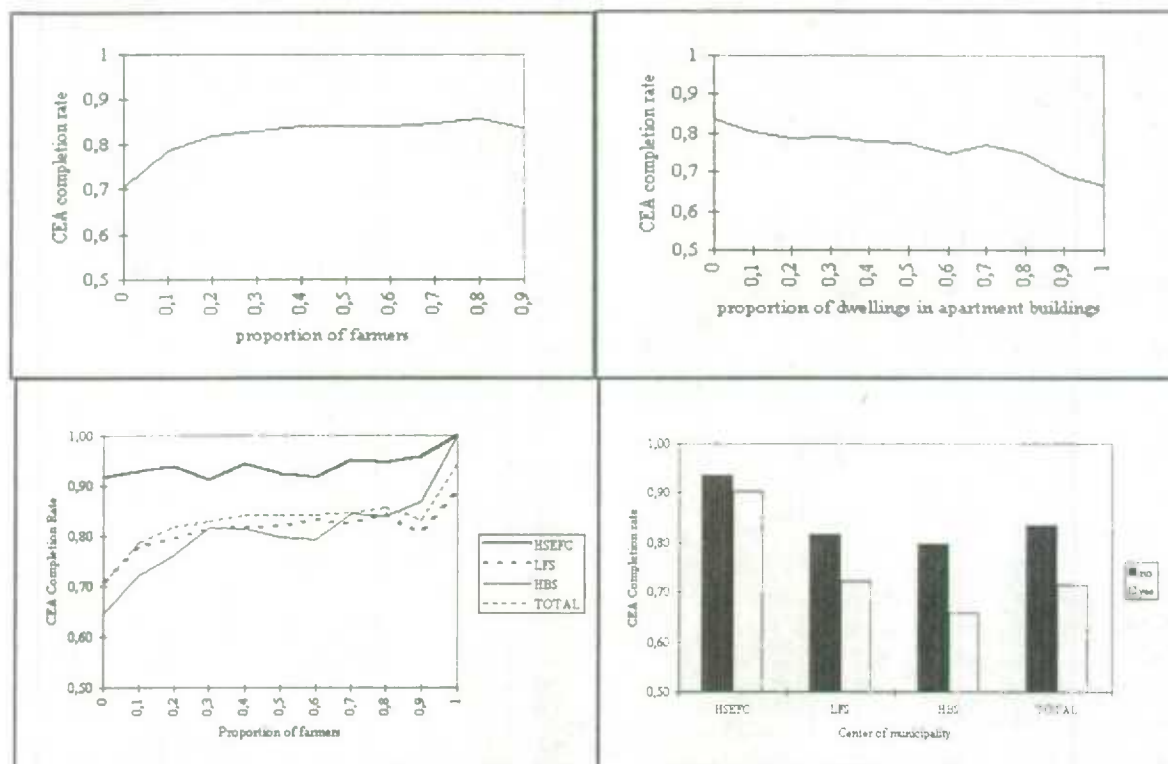 CEA completion rate
1
0,9
0,8
0,7
0,6
0,5
0 0,1 0,2 0,3 0,4 0,5 0,6 0,7 0,8 0,9
proportion of farmers
CEA completion rate
1
0,9
0,8
0,7
0,6
0,5
0 0,1 0,2 0,3 0,4 0,5 0,6 0,7 0,8 0,9 1
proportion of dwellings in apartment buildings
CEA Completion Rate
1,00
0,90
0,80
0,70
0,60
0,50
0 0,1 0,2 0,3 0,4 0,5 0,6 0,7 0,8 0,9 1
Proportion of farmers
HSEFC
LFS
HBS
TOTAL
CEA Completion rate
1,00
0,90
0,80
0,70
0,60
0,50
HSEFC LFS HBS TOTAL
Center of municipality
no
yes